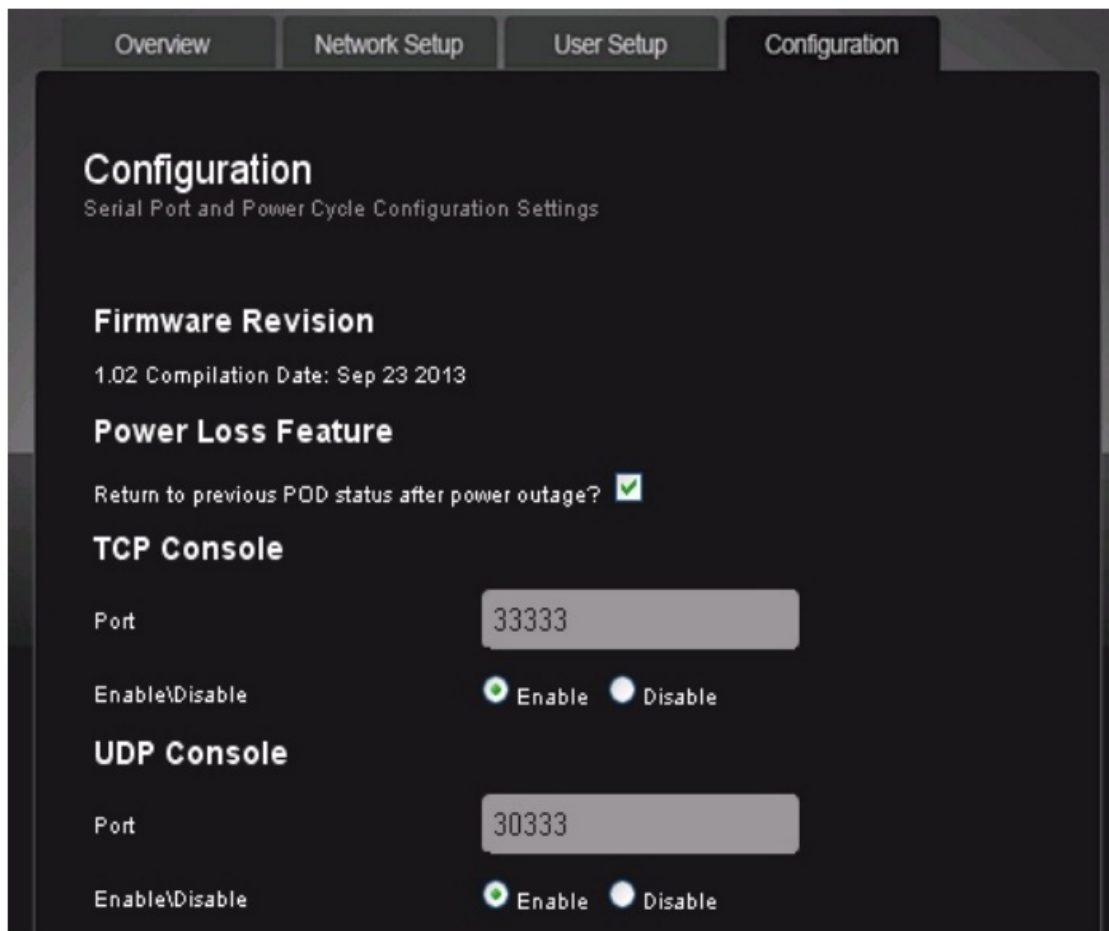 Overview Network Setup User Setup Configuration
Configuration
Serial Port and Power Cycle Configuration Settings
Firmware Revision
1.02 Compilation Date: Sep 23 2013
Power Loss Feature
Return to previous POD status after power outage?
TCP Console
Port 33333
Enable\Disable Enable Disable
UDP Console
Port 30333
Enable\Disable Enable Disable